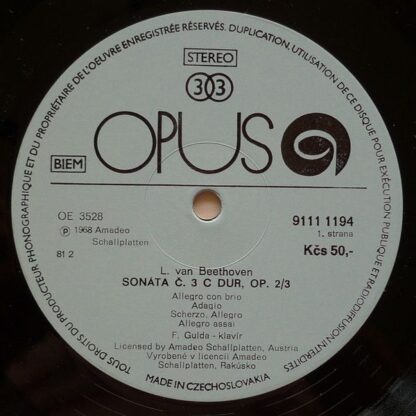 TOUS DROITS DU PRODUCTEUR PHONOGRAPHIQUE ET DU PROPRIÉTAIRE DE L'OEUVRE ENREGISTRÉE RÉSERVÉS. DUPLICATION, UTILISATION DE CE DISQUE POUR EXÉCUTION PUBLIQUE ET RADIODIFFUSION INTERDITES
STEREO
33
OPUS
BIEM
OE 3528
9111 1194
℗ 1968 Amadeo
Schallplatten
1. strana
81 2
Kčs 50,-
L. van Beethoven
SONÁTA Č. 3 C DUR, OP. 2/3
Allegro con brio
Adagio
Scherzo. Allegro
Allegro assai
F. Gulda - klavír
Licensed by Amadeo Schallplatten, Austria
Vyrobené v licencii Amadeo
Schallplatten, Rakúsko
MADE IN CZECHOSLOVAKIA